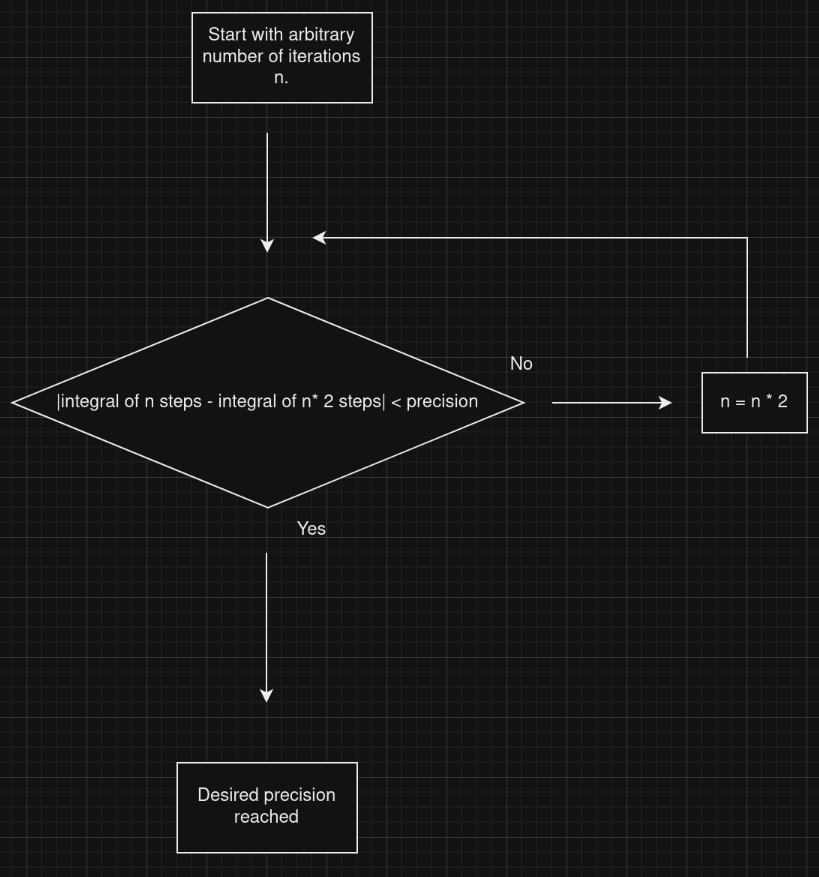 Start with arbitrary
number of iterations
n.
No
|integral of n steps - integral of n* 2 steps| < precision
n = n * 2
Yes
Desired precision
reached